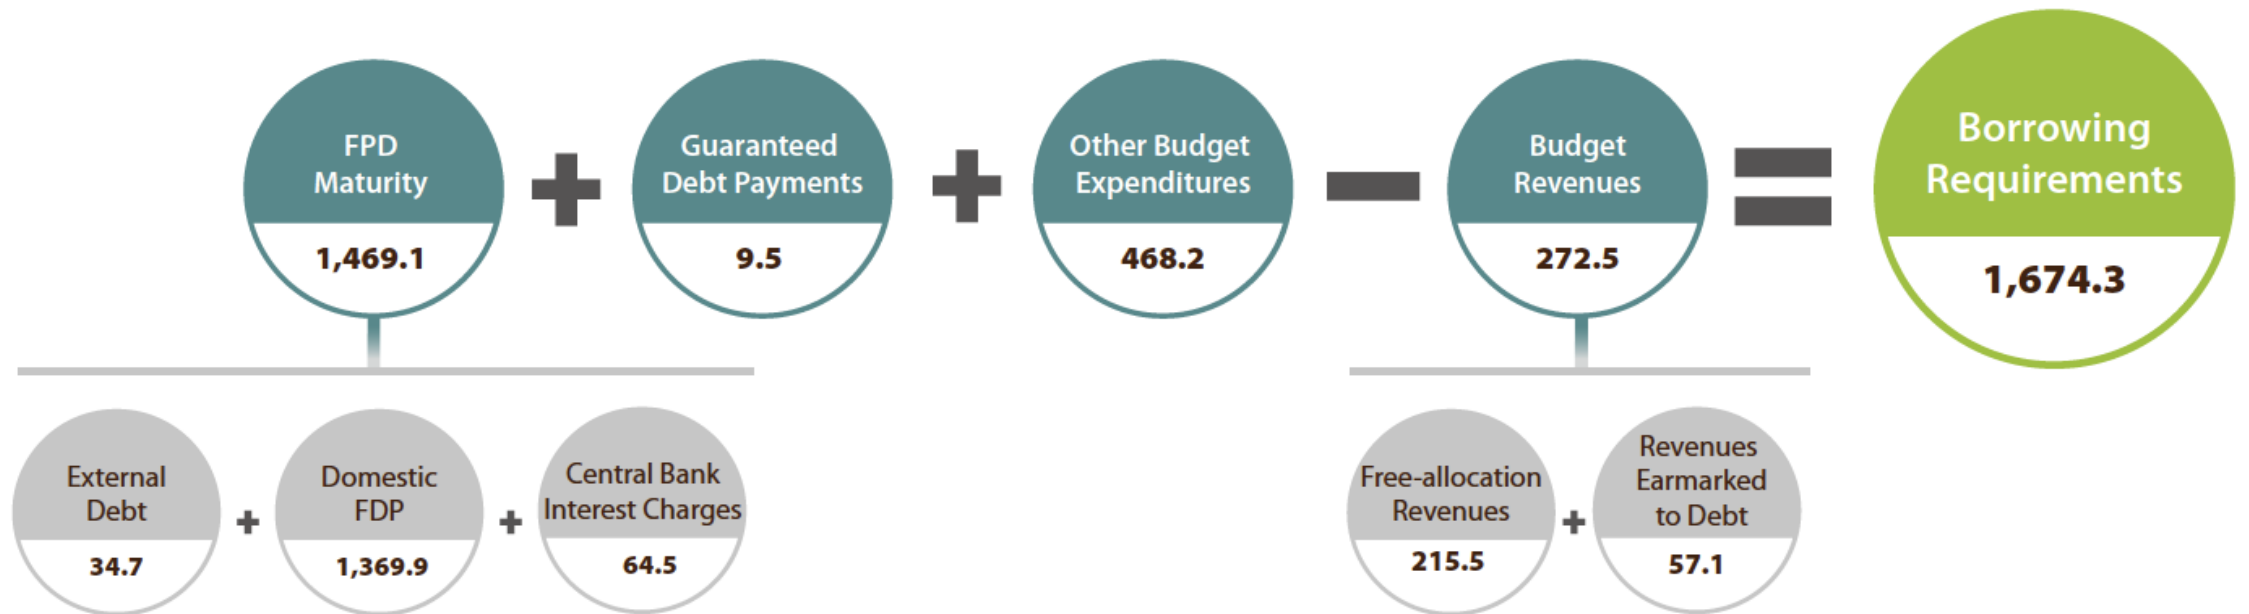 FPD
Maturity
1,469.1
+
Guaranteed
Debt Payments
9.5
+
Other Budget
Expenditures
468.2
−
Budget
Revenues
272.5
=
Borrowing
Requirements
1,674.3
External
Debt
34.7
+
Domestic
FDP
1,369.9
+
Central Bank
Interest Charges
64.5
Free-allocation
Revenues
215.5
+
Revenues
Earmarked
to Debt
57.1